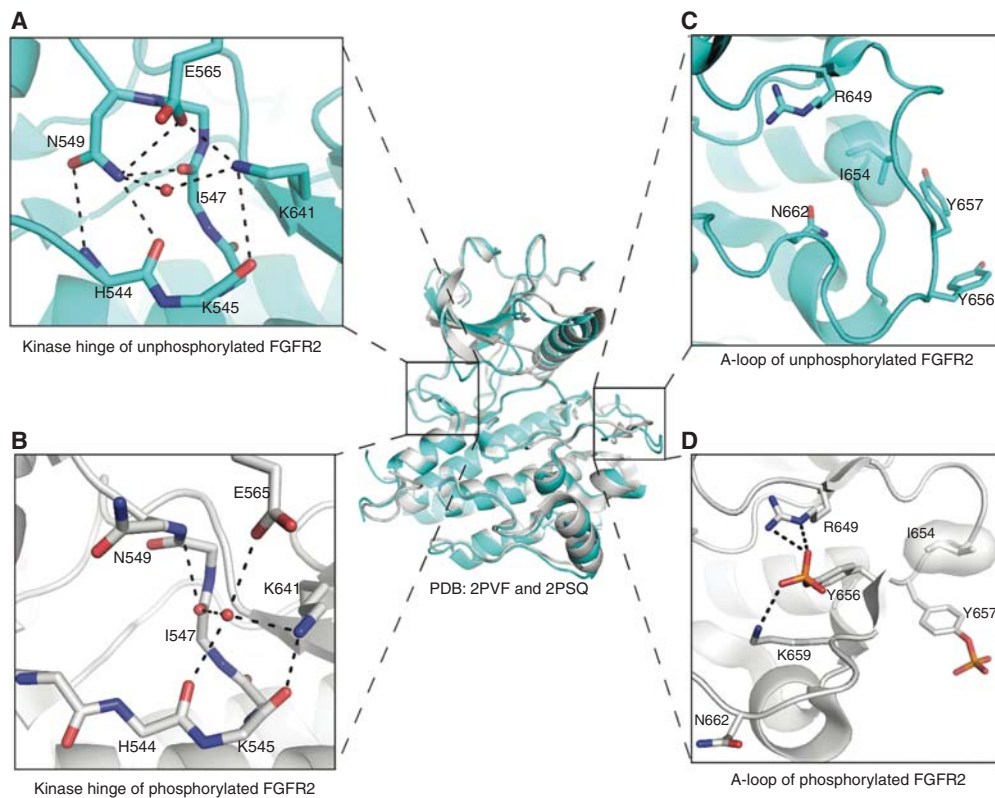 A
E565
N549
I547
K641
H544
K545
Kinase hinge of unphosphorylated FGFR2
B
E565
N549
K641
I547
H544
K545
Kinase hinge of phosphorylated FGFR2
PDB: 2PVF and 2PSQ
C
R649
I654
Y657
N662
Y656
A-loop of unphosphorylated FGFR2
D
R649
I654
Y656
Y657
K659
N662
A-loop of phosphorylated FGFR2